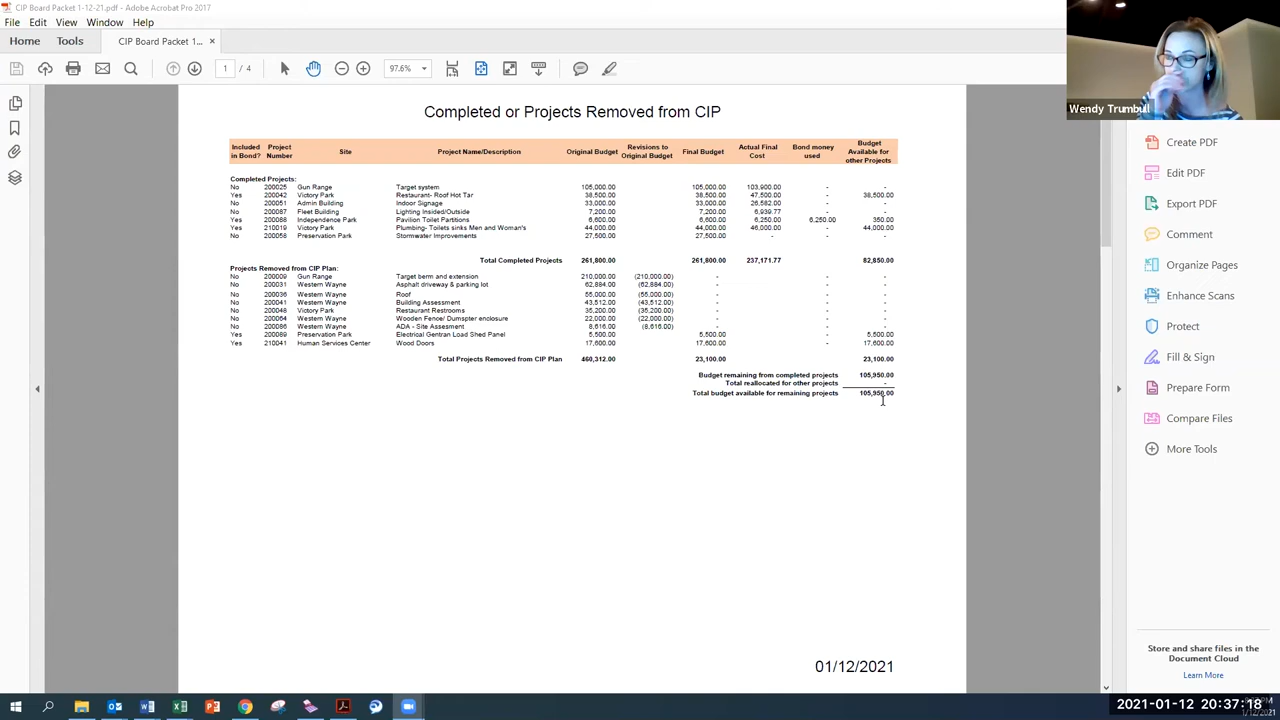 CIP Board Packet 1-12-21.pdf - Adobe Acrobat Pro 2017
File Edit View Window Help
Home Tools CIP Board Packet 1... ×
1 / 4 97.6%
Wendy Trumbull
Completed or Projects Removed from CIP
Included in Bond? Project Number Site Project Name/Description Original Budget Revisions to Original Budget Final Budget Actual Final Cost Bond money used Budget Available for other Projects
Completed Projects:
No 200025 Gun Range Target system 105,000.00 105,000.00 103,900.00 - -
Yes 200042 Victory Park Restaurant- Roof Hot Tar 38,500.00 38,500.00 47,500.00 - 38,500.00
No 200051 Admin Building Indoor Signage 33,000.00 33,000.00 26,582.00 - -
No 200087 Fleet Building Lighting Insided/Outside 7,200.00 7,200.00 6,939.77 - -
Yes 200088 Independence Park Pavilion Toilet Partitions 6,600.00 6,600.00 6,250.00 6,250.00 350.00
Yes 210019 Victory Park Plumbing- Toilets sinks Men and Woman's 44,000.00 44,000.00 46,000.00 - 44,000.00
No 200058 Preservation Park Stormwater Improvements 27,500.00 27,500.00 - - -
Total Completed Projects 261,800.00 261,800.00 237,171.77 82,850.00
Projects Removed from CIP Plan:
No 200009 Gun Range Target berm and extension 210,000.00 (210,000.00) - - -
No 200031 Western Wayne Asphalt driveway & parking lot 62,884.00 (62,884.00) - - -
No 200036 Western Wayne Roof 55,000.00 (55,000.00) - - -
No 200041 Western Wayne Building Assessment 43,512.00 (43,512.00) - - -
No 200048 Victory Park Restaurant Restrooms 35,200.00 (35,200.00) - - -
No 200064 Western Wayne Wooden Fence/ Dumspter enclosure 22,000.00 (22,000.00) - - -
No 200086 Western Wayne ADA - Site Assesment 8,616.00 (8,616.00) - - -
Yes 200089 Preservation Park Electrical Gentran Load Shed Panel 5,500.00 5,500.00 - 5,500.00
Yes 210041 Human Services Center Wood Doors 17,600.00 17,600.00 - 17,600.00
Total Projects Removed from CIP Plan 460,312.00 23,100.00 23,100.00
Budget remaining from completed projects 105,950.00
Total reallocated for other projects -
Total budget available for remaining projects 105,950.00
01/12/2021
Create PDF
Edit PDF
Export PDF
Comment
Organize Pages
Enhance Scans
Protect
Fill & Sign
Prepare Form
Compare Files
More Tools
Store and share files in the
Document Cloud
Learn More
2021-01-12 20:37:18
1/12/2021